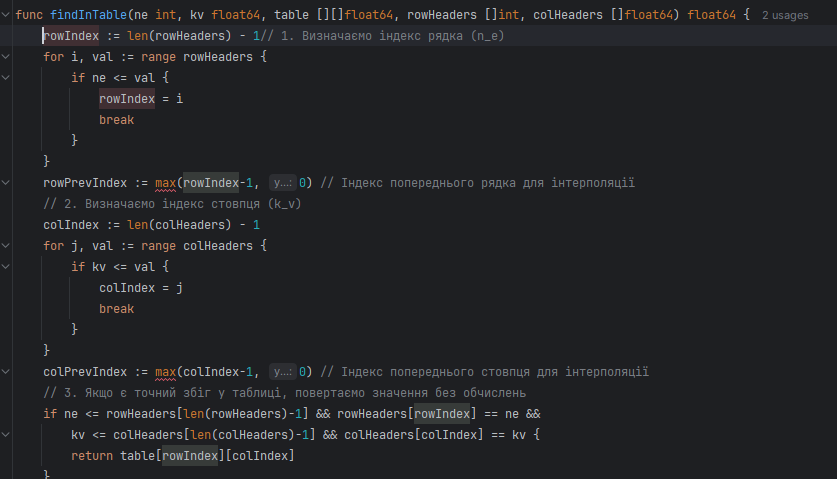 func findInTable(ne int, kv float64, table [][]float64, rowHeaders []int, colHeaders []float64) float64 {  2 usages
    rowIndex := len(rowHeaders) - 1// 1. Визначаємо індекс рядка (n_e)
    for i, val := range rowHeaders {
        if ne <= val {
            rowIndex = i
            break
        }
    }
    rowPrevIndex := max(rowIndex-1, y...: 0) // Індекс попереднього рядка для інтерполяції
    // 2. Визначаємо індекс стовпця (k_v)
    colIndex := len(colHeaders) - 1
    for j, val := range colHeaders {
        if kv <= val {
            colIndex = j
            break
        }
    }
    colPrevIndex := max(colIndex-1, y...: 0) // Індекс попереднього стовпця для інтерполяції
    // 3. Якщо є точний збіг у таблиці, повертаємо значення без обчислень
    if ne <= rowHeaders[len(rowHeaders)-1] && rowHeaders[rowIndex] == ne &&
        kv <= colHeaders[len(colHeaders)-1] && colHeaders[colIndex] == kv {
        return table[rowIndex][colIndex]
    }